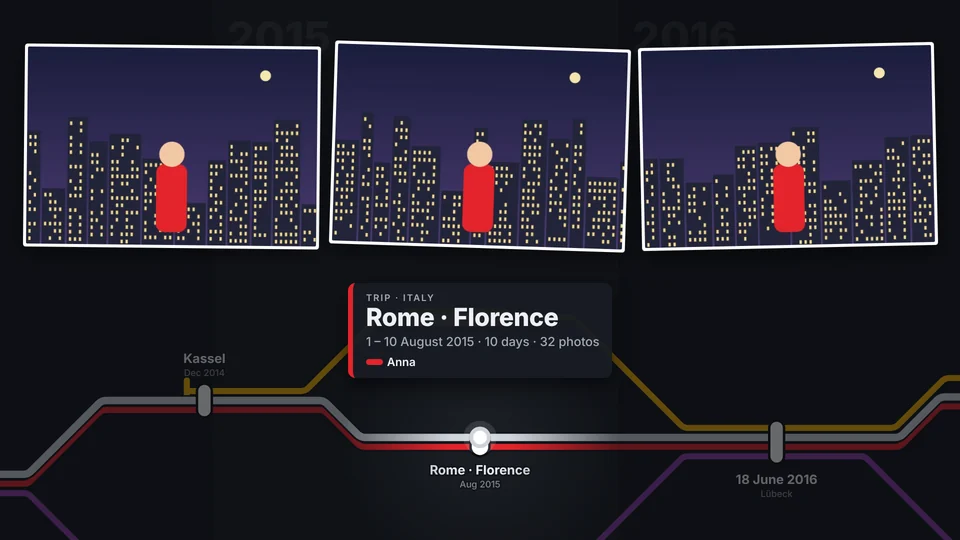 2015
2016
TRIP · ITALY
Rome · Florence
1 – 10 August 2015 · 10 days · 32 photos
Anna
Kassel
Dec 2014
Rome · Florence
Aug 2015
18 June 2016
Lübeck